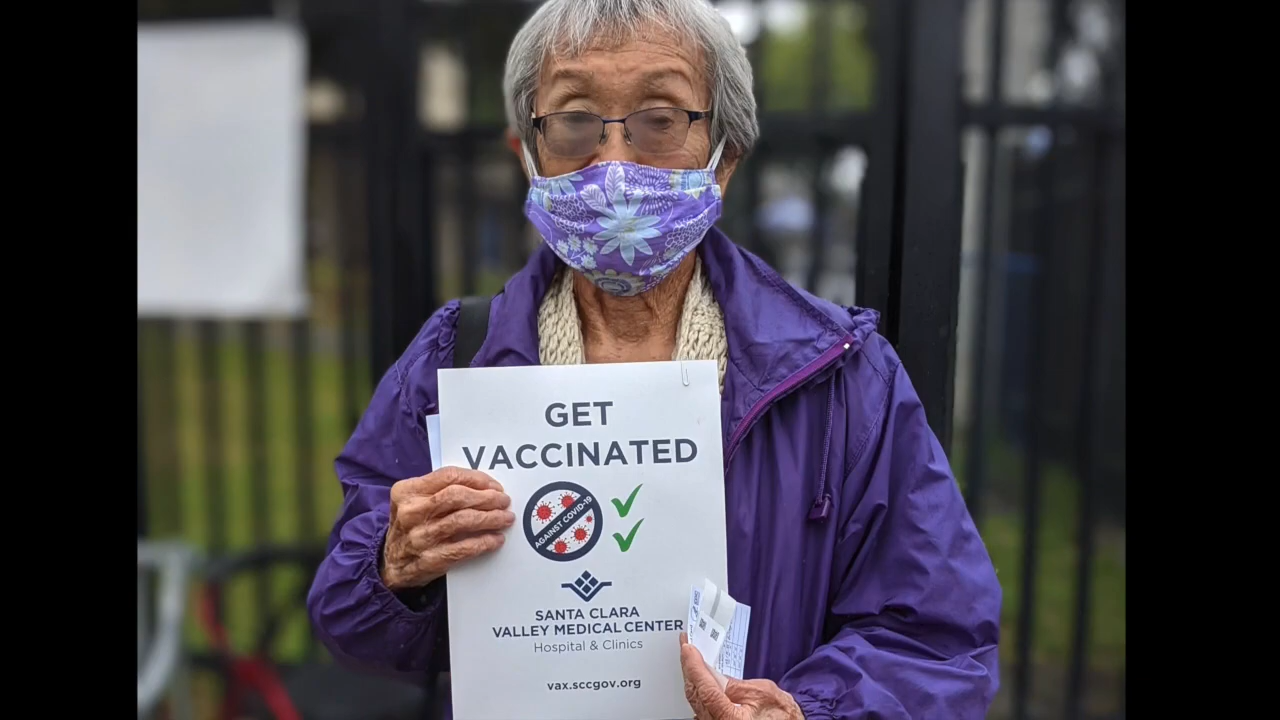 GET
VACCINATED
AGAINST COVID-19
SANTA CLARA
VALLEY MEDICAL CENTER
Hospital & Clinics
vax.sccgov.org